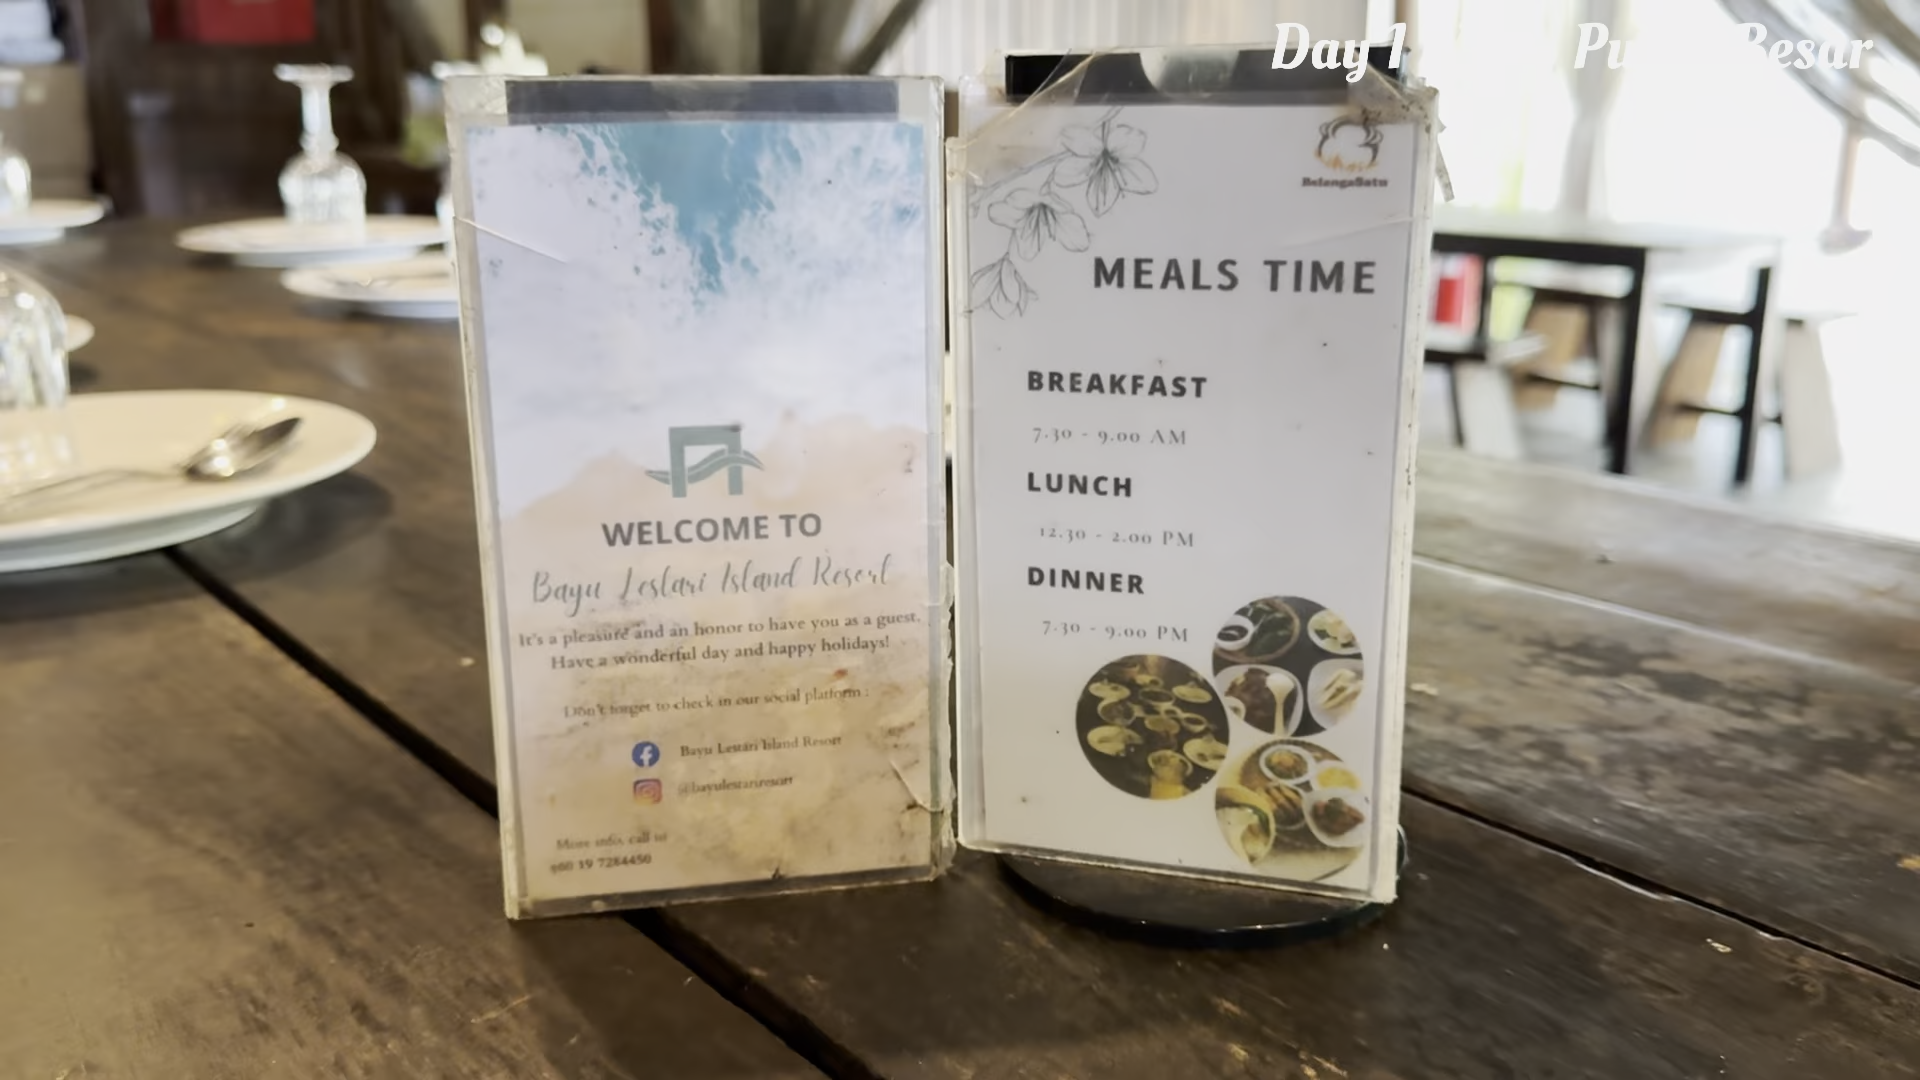 Day 1
Besar
WELCOME TO
Bayu Lestari Island Resort
It's a pleasure and an honor to have you as a guest.
Have a wonderful day and happy holidays!
Don't forget to check in our social platform :
Bayu Lestari Island Resort
@bayulestariresort
More info, call us
+60 19 7284450
BelangaSatu
MEALS TIME
BREAKFAST
7.30 - 9.00 AM
LUNCH
12.30 - 2.00 PM
DINNER
7.30 - 9.00 PM